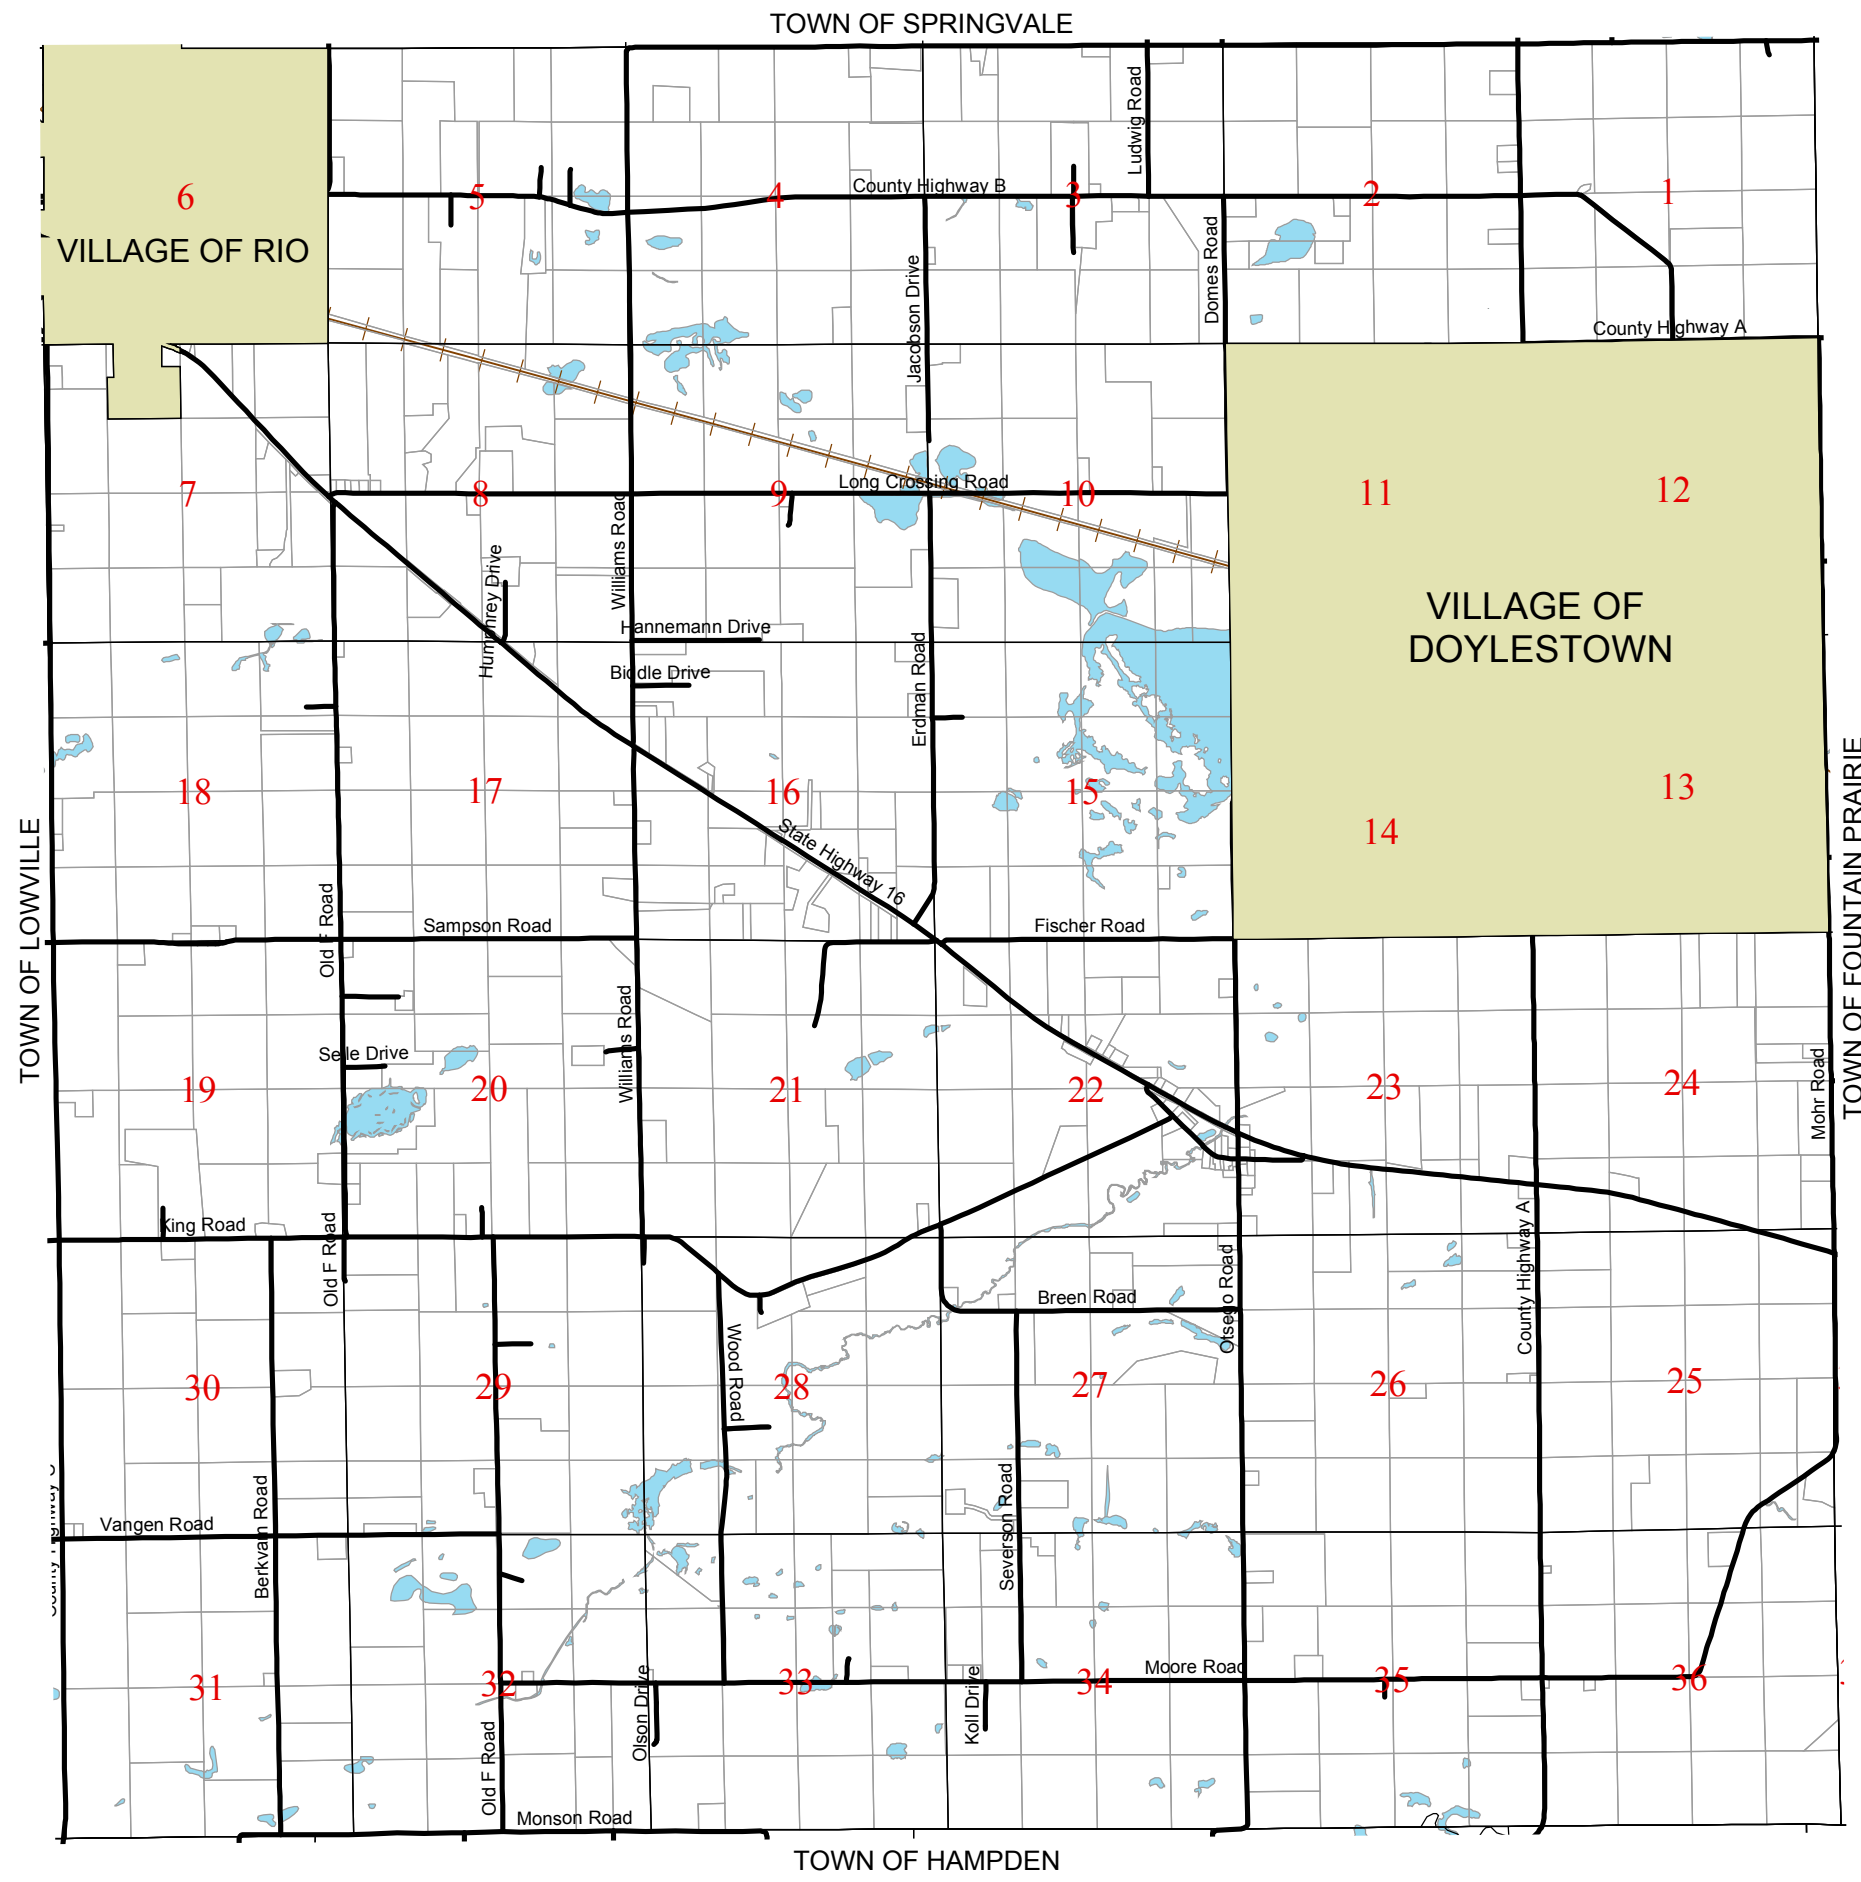 TOWN OF SPRINGVALE
Ludwig Road
6
5
4
County Highway B
3
2
1
VILLAGE OF RIO
Domes Road
Jacobson Drive
County Highway A
7
8
9
Long Crossing Road
10
11
12
Williams Road
Humphrey Drive
Hannemann Drive
VILLAGE OF
DOYLESTOWN
Biddle Drive
Erdman Road
18
17
16
15
14
13
State Highway 16
TOWN OF LOWVILLE
TOWN OF FOUNTAIN PRAIRIE
Old F Road
Sampson Road
Fischer Road
Williams Road
Selle Drive
19
20
21
22
23
24
Mohr Road
King Road
Old F Road
Breen Road
Otsego Road
County Highway A
Wood Road
30
29
28
27
26
25
Vangen Road
Berkvam Road
Severson Road
31
32
33
34
35
36
Moore Road
Olson Drive
Koll Drive
Old F Road
Monson Road
TOWN OF HAMPDEN